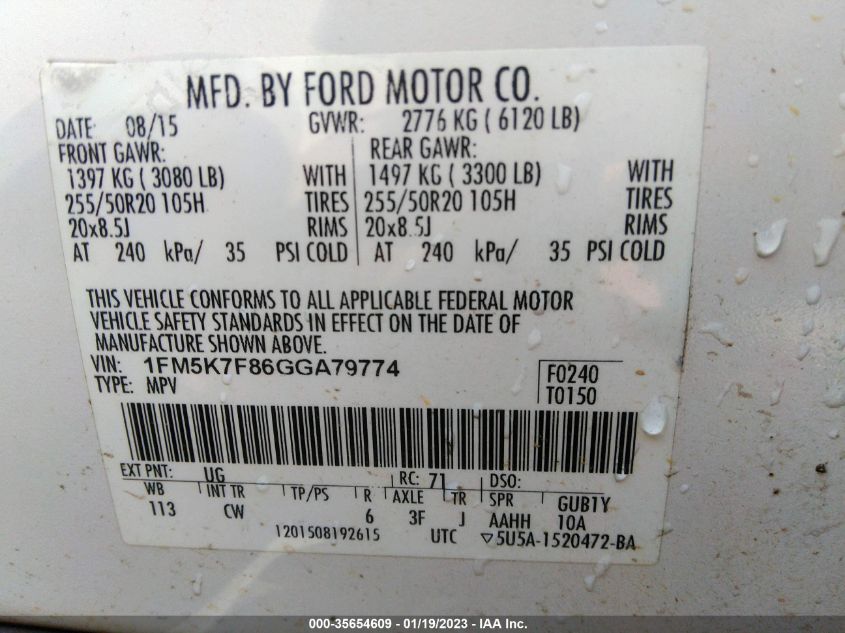 MFD. BY FORD MOTOR CO.
DATE: 08/15 GVWR: 2776 KG ( 6120 LB)
FRONT GAWR: REAR GAWR:
1397 KG ( 3080 LB) WITH 1497 KG ( 3300 LB) WITH
255/50R20 105H TIRES 255/50R20 105H TIRES
20x8.5J RIMS 20x8.5J RIMS
AT 240 kPa/ 35 PSI COLD AT 240 kPa/ 35 PSI COLD
THIS VEHICLE CONFORMS TO ALL APPLICABLE FEDERAL MOTOR
VEHICLE SAFETY STANDARDS IN EFFECT ON THE DATE OF
MANUFACTURE SHOWN ABOVE.
VIN: 1FM5K7F86GGA79774 F0240
TYPE: MPV T0150
EXT PNT: UG RC: 71 DSO:
WB INT TR TP/PS R AXLE TR SPR GUB1Y
113 CW 6 3F J AAHH 10A
1201508192615 UTC ▽5U5A-1520472-BA
000-35654609 - 01/19/2023 - IAA Inc.